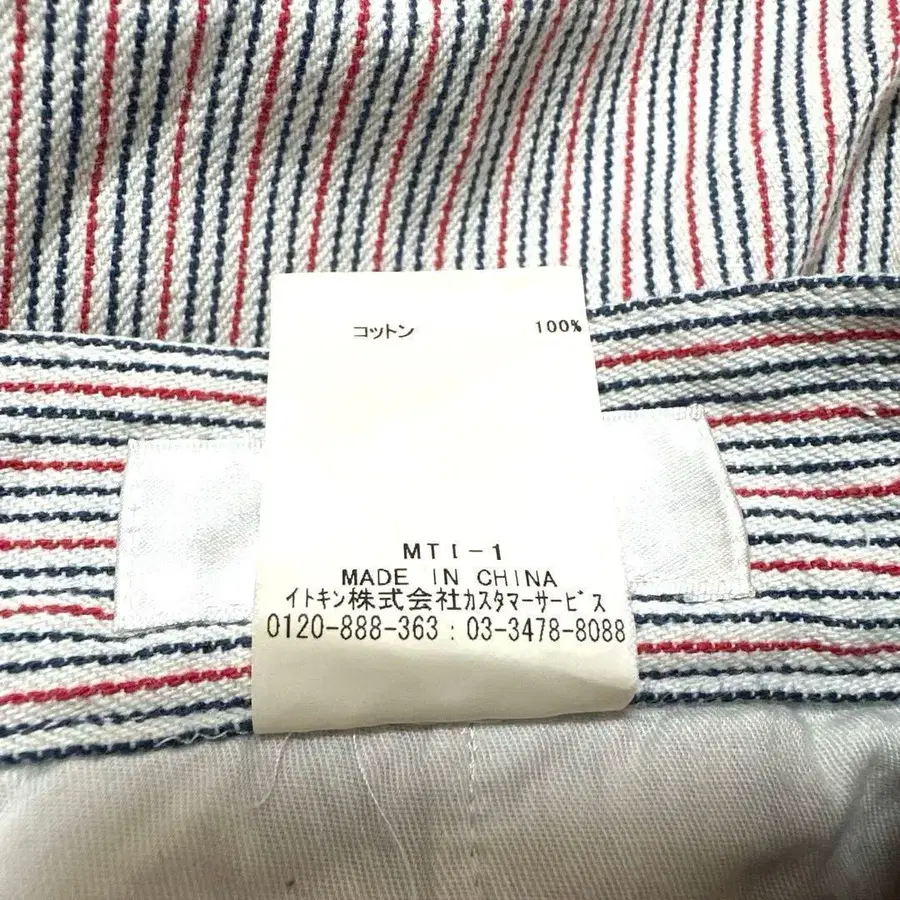 コットン 100%
MTI-1
MADE IN CHINA
イトキン株式会社ｶｽﾀﾏｰｻｰﾋﾞｽ
0120-888-363 : 03-3478-8088